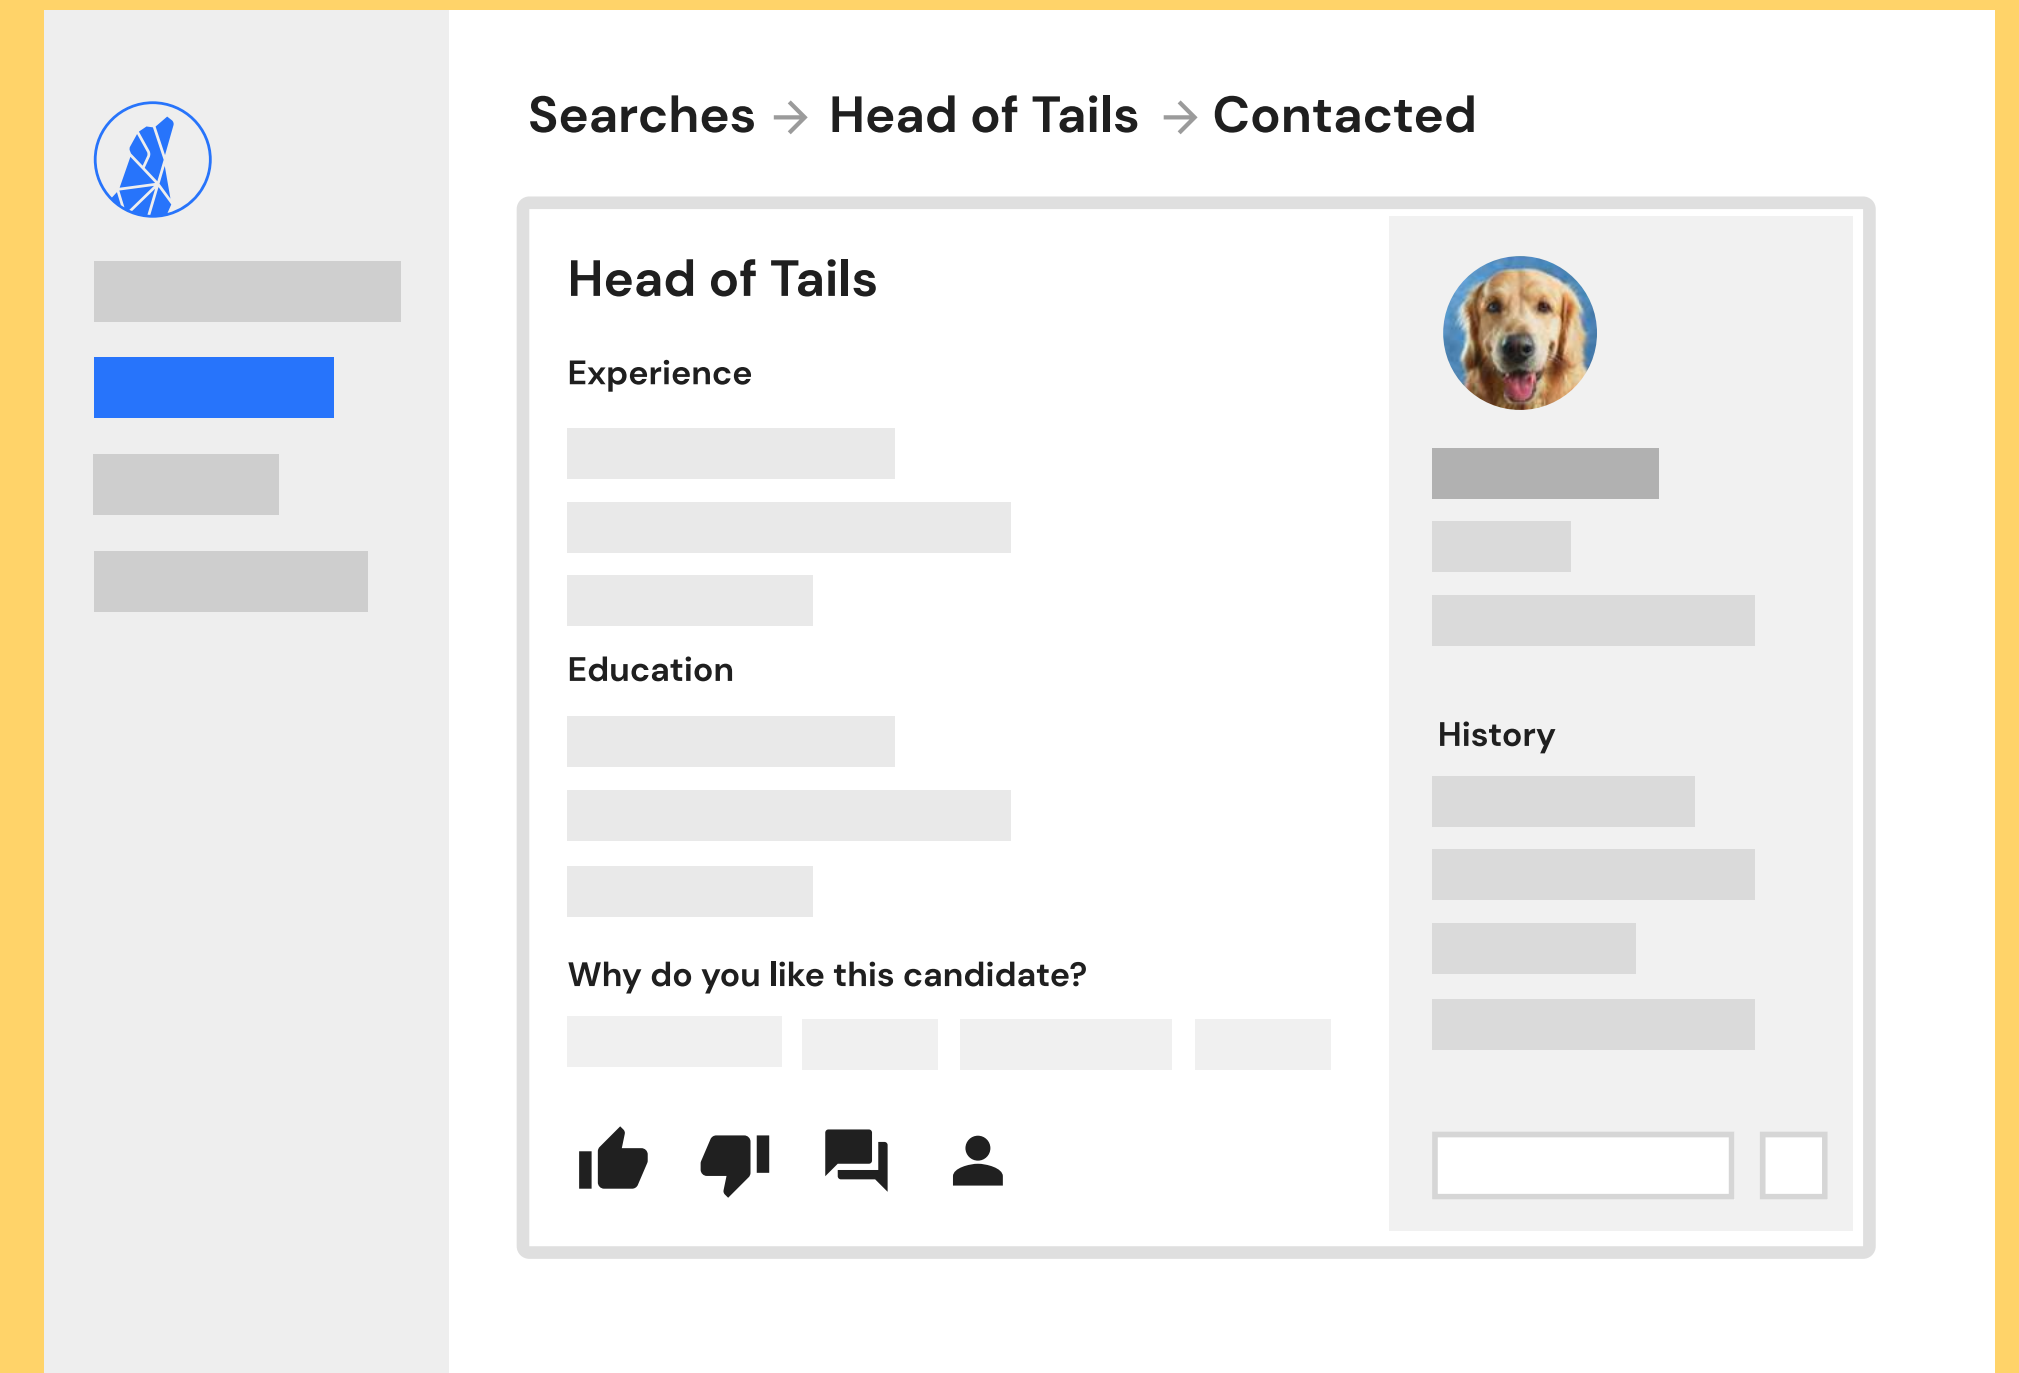 Searches → Head of Tails → Contacted
Head of Tails
Experience
Education
Why do you like this candidate?
History